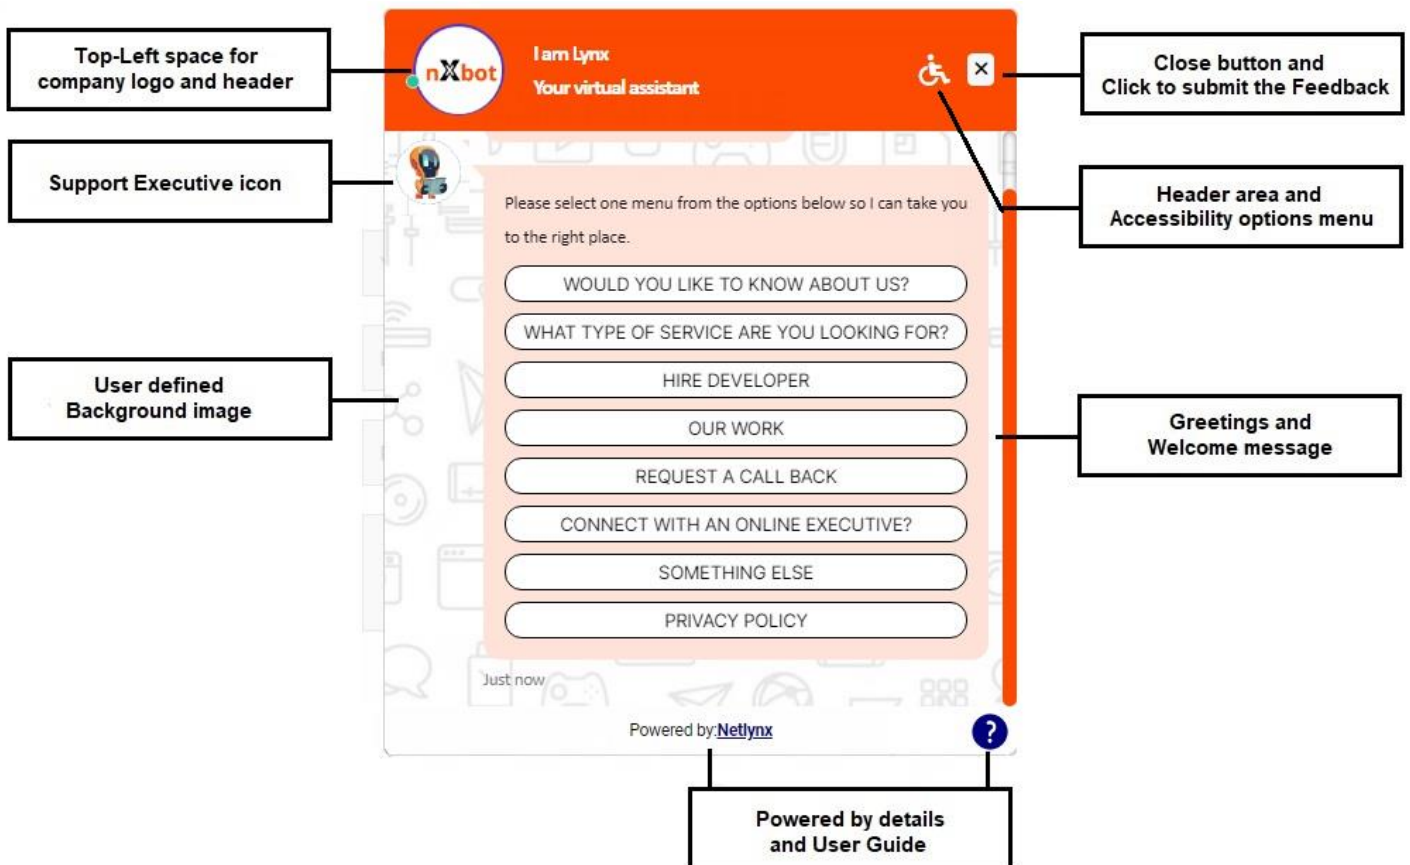 Top-Left space for
company logo and header
nXbot
I am Lynx
Your virtual assistant
Close button and
Click to submit the Feedback
Support Executive icon
Header area and
Accessibility options menu
Please select one menu from the options below so I can take you
to the right place.
WOULD YOU LIKE TO KNOW ABOUT US?
WHAT TYPE OF SERVICE ARE YOU LOOKING FOR?
HIRE DEVELOPER
User defined
Background image
OUR WORK
Greetings and
Welcome message
REQUEST A CALL BACK
CONNECT WITH AN ONLINE EXECUTIVE?
SOMETHING ELSE
PRIVACY POLICY
Just now
Powered by:Netlynx
?
Powered by details
and User Guide